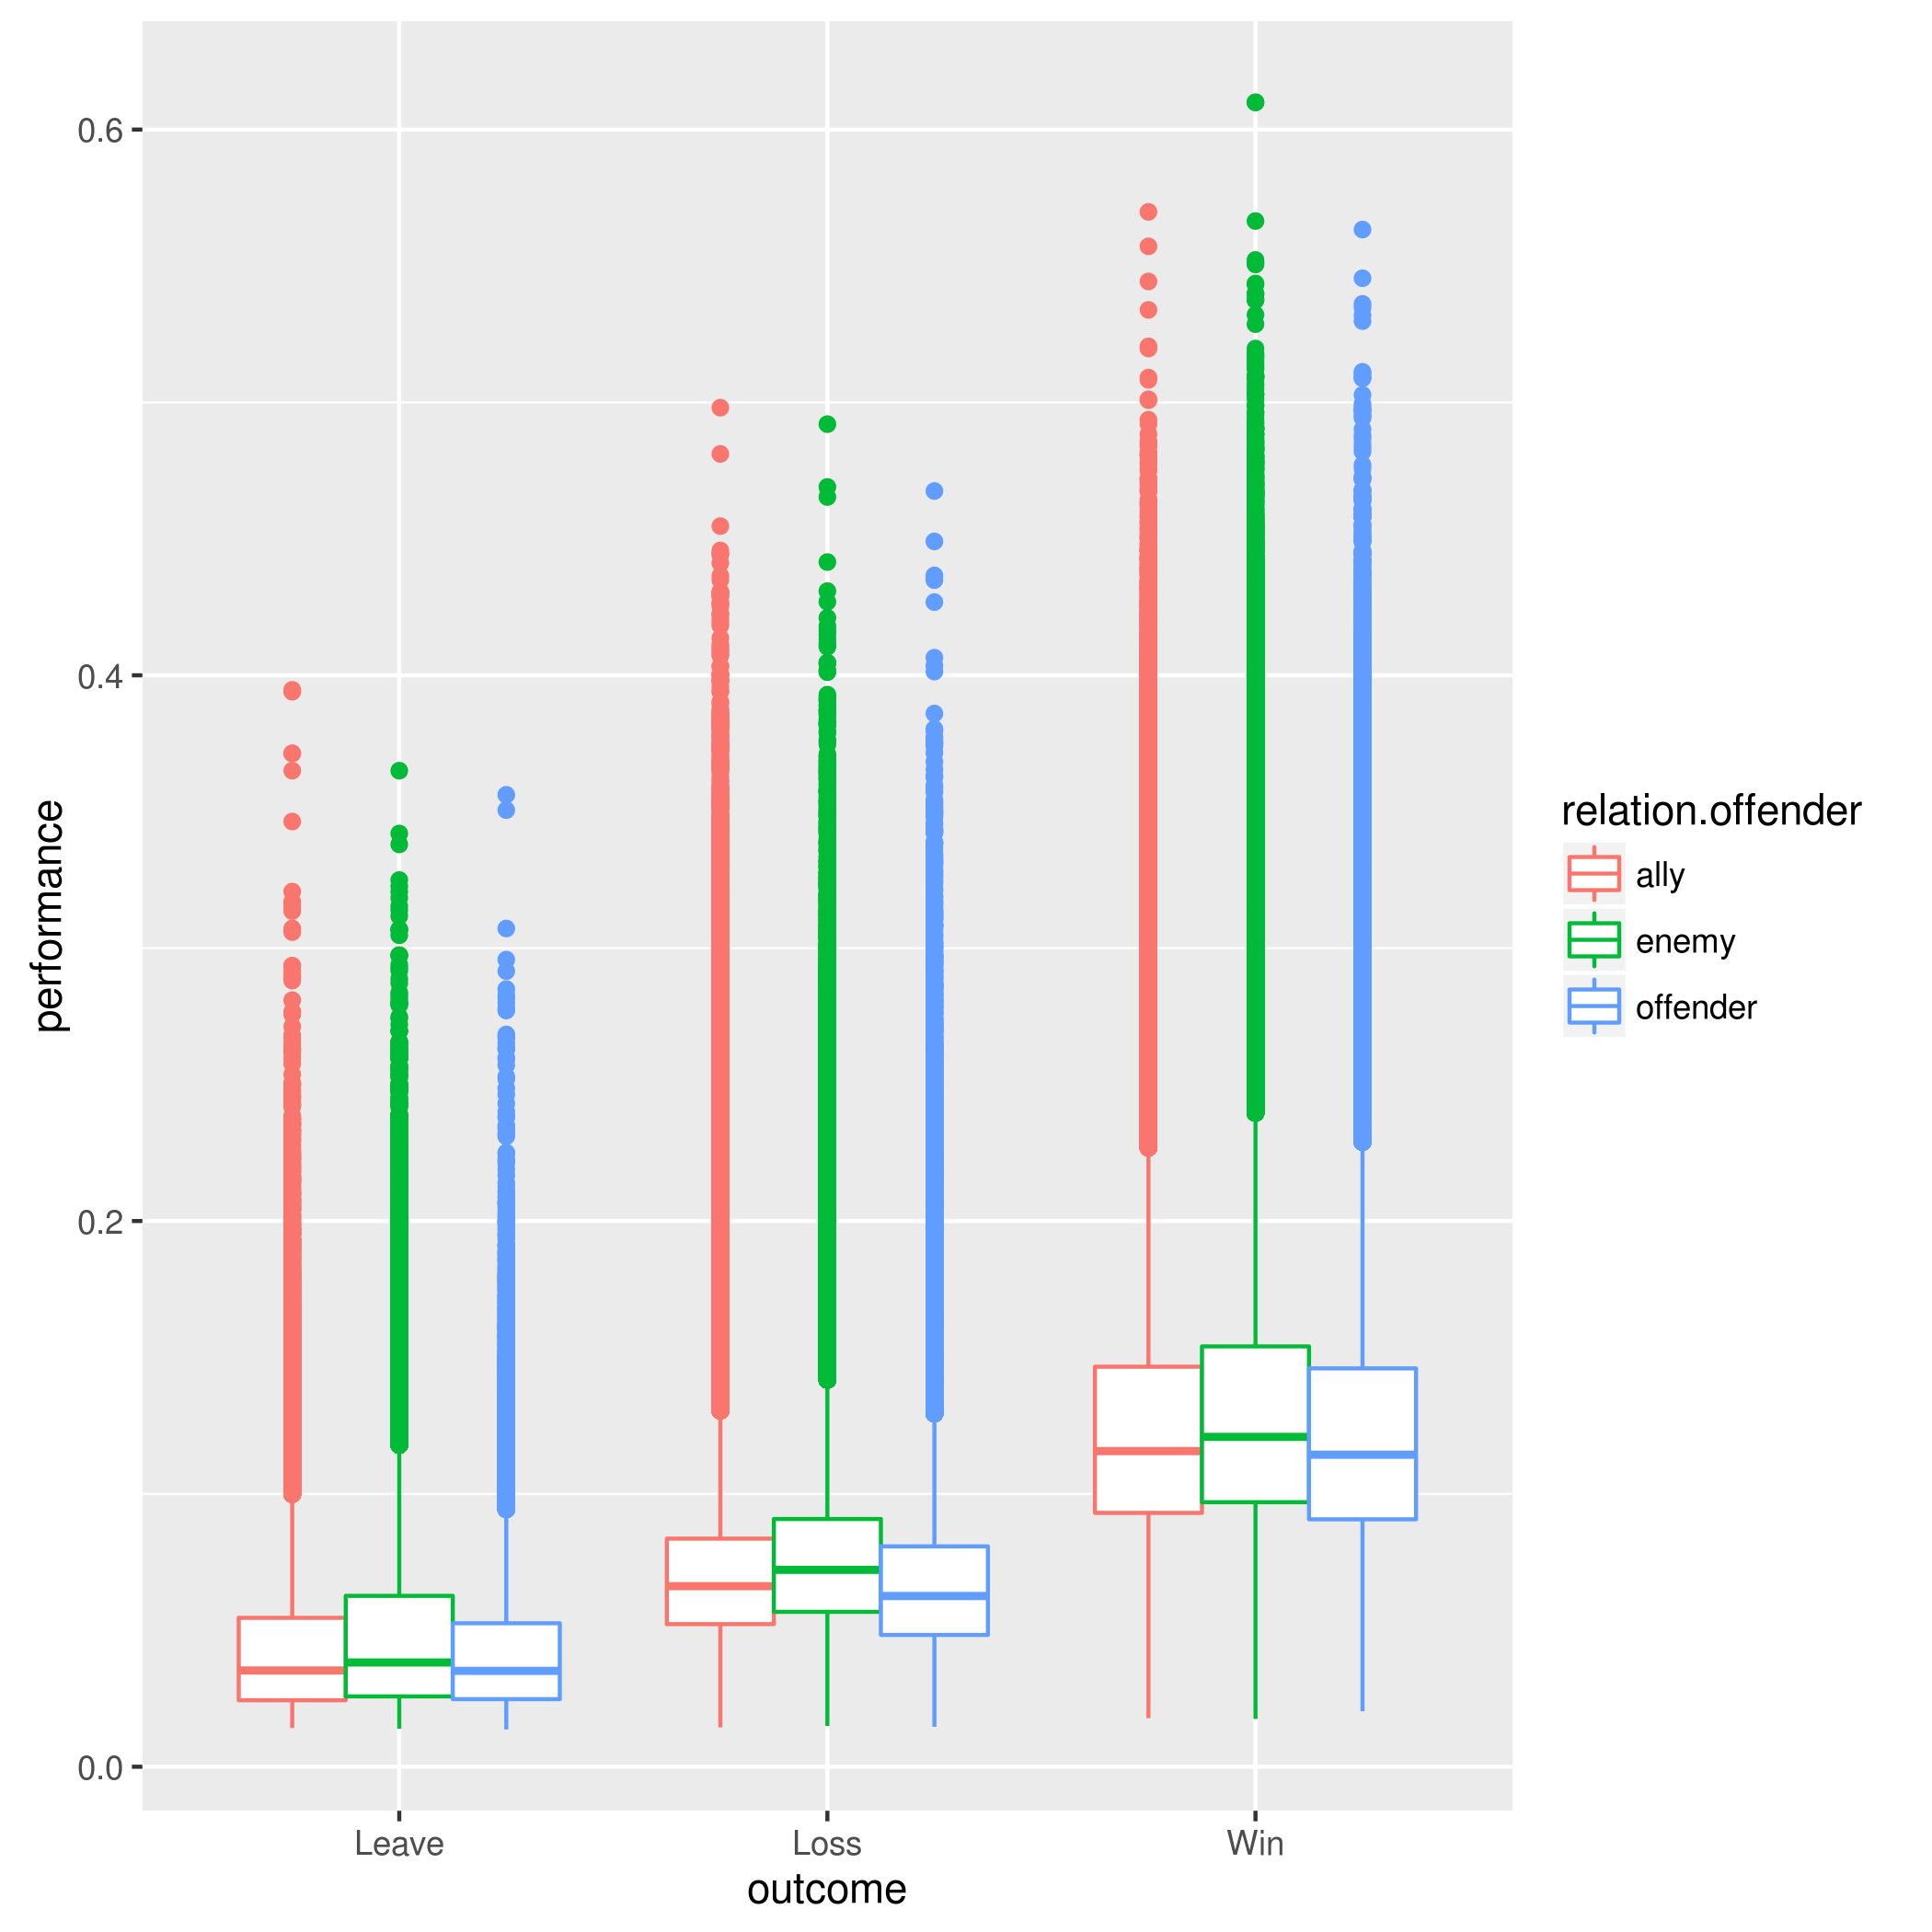 0.6
0.4
0.2
0.0
performance
Leave
Loss
Win
outcome
relation.offender
ally
enemy
offender